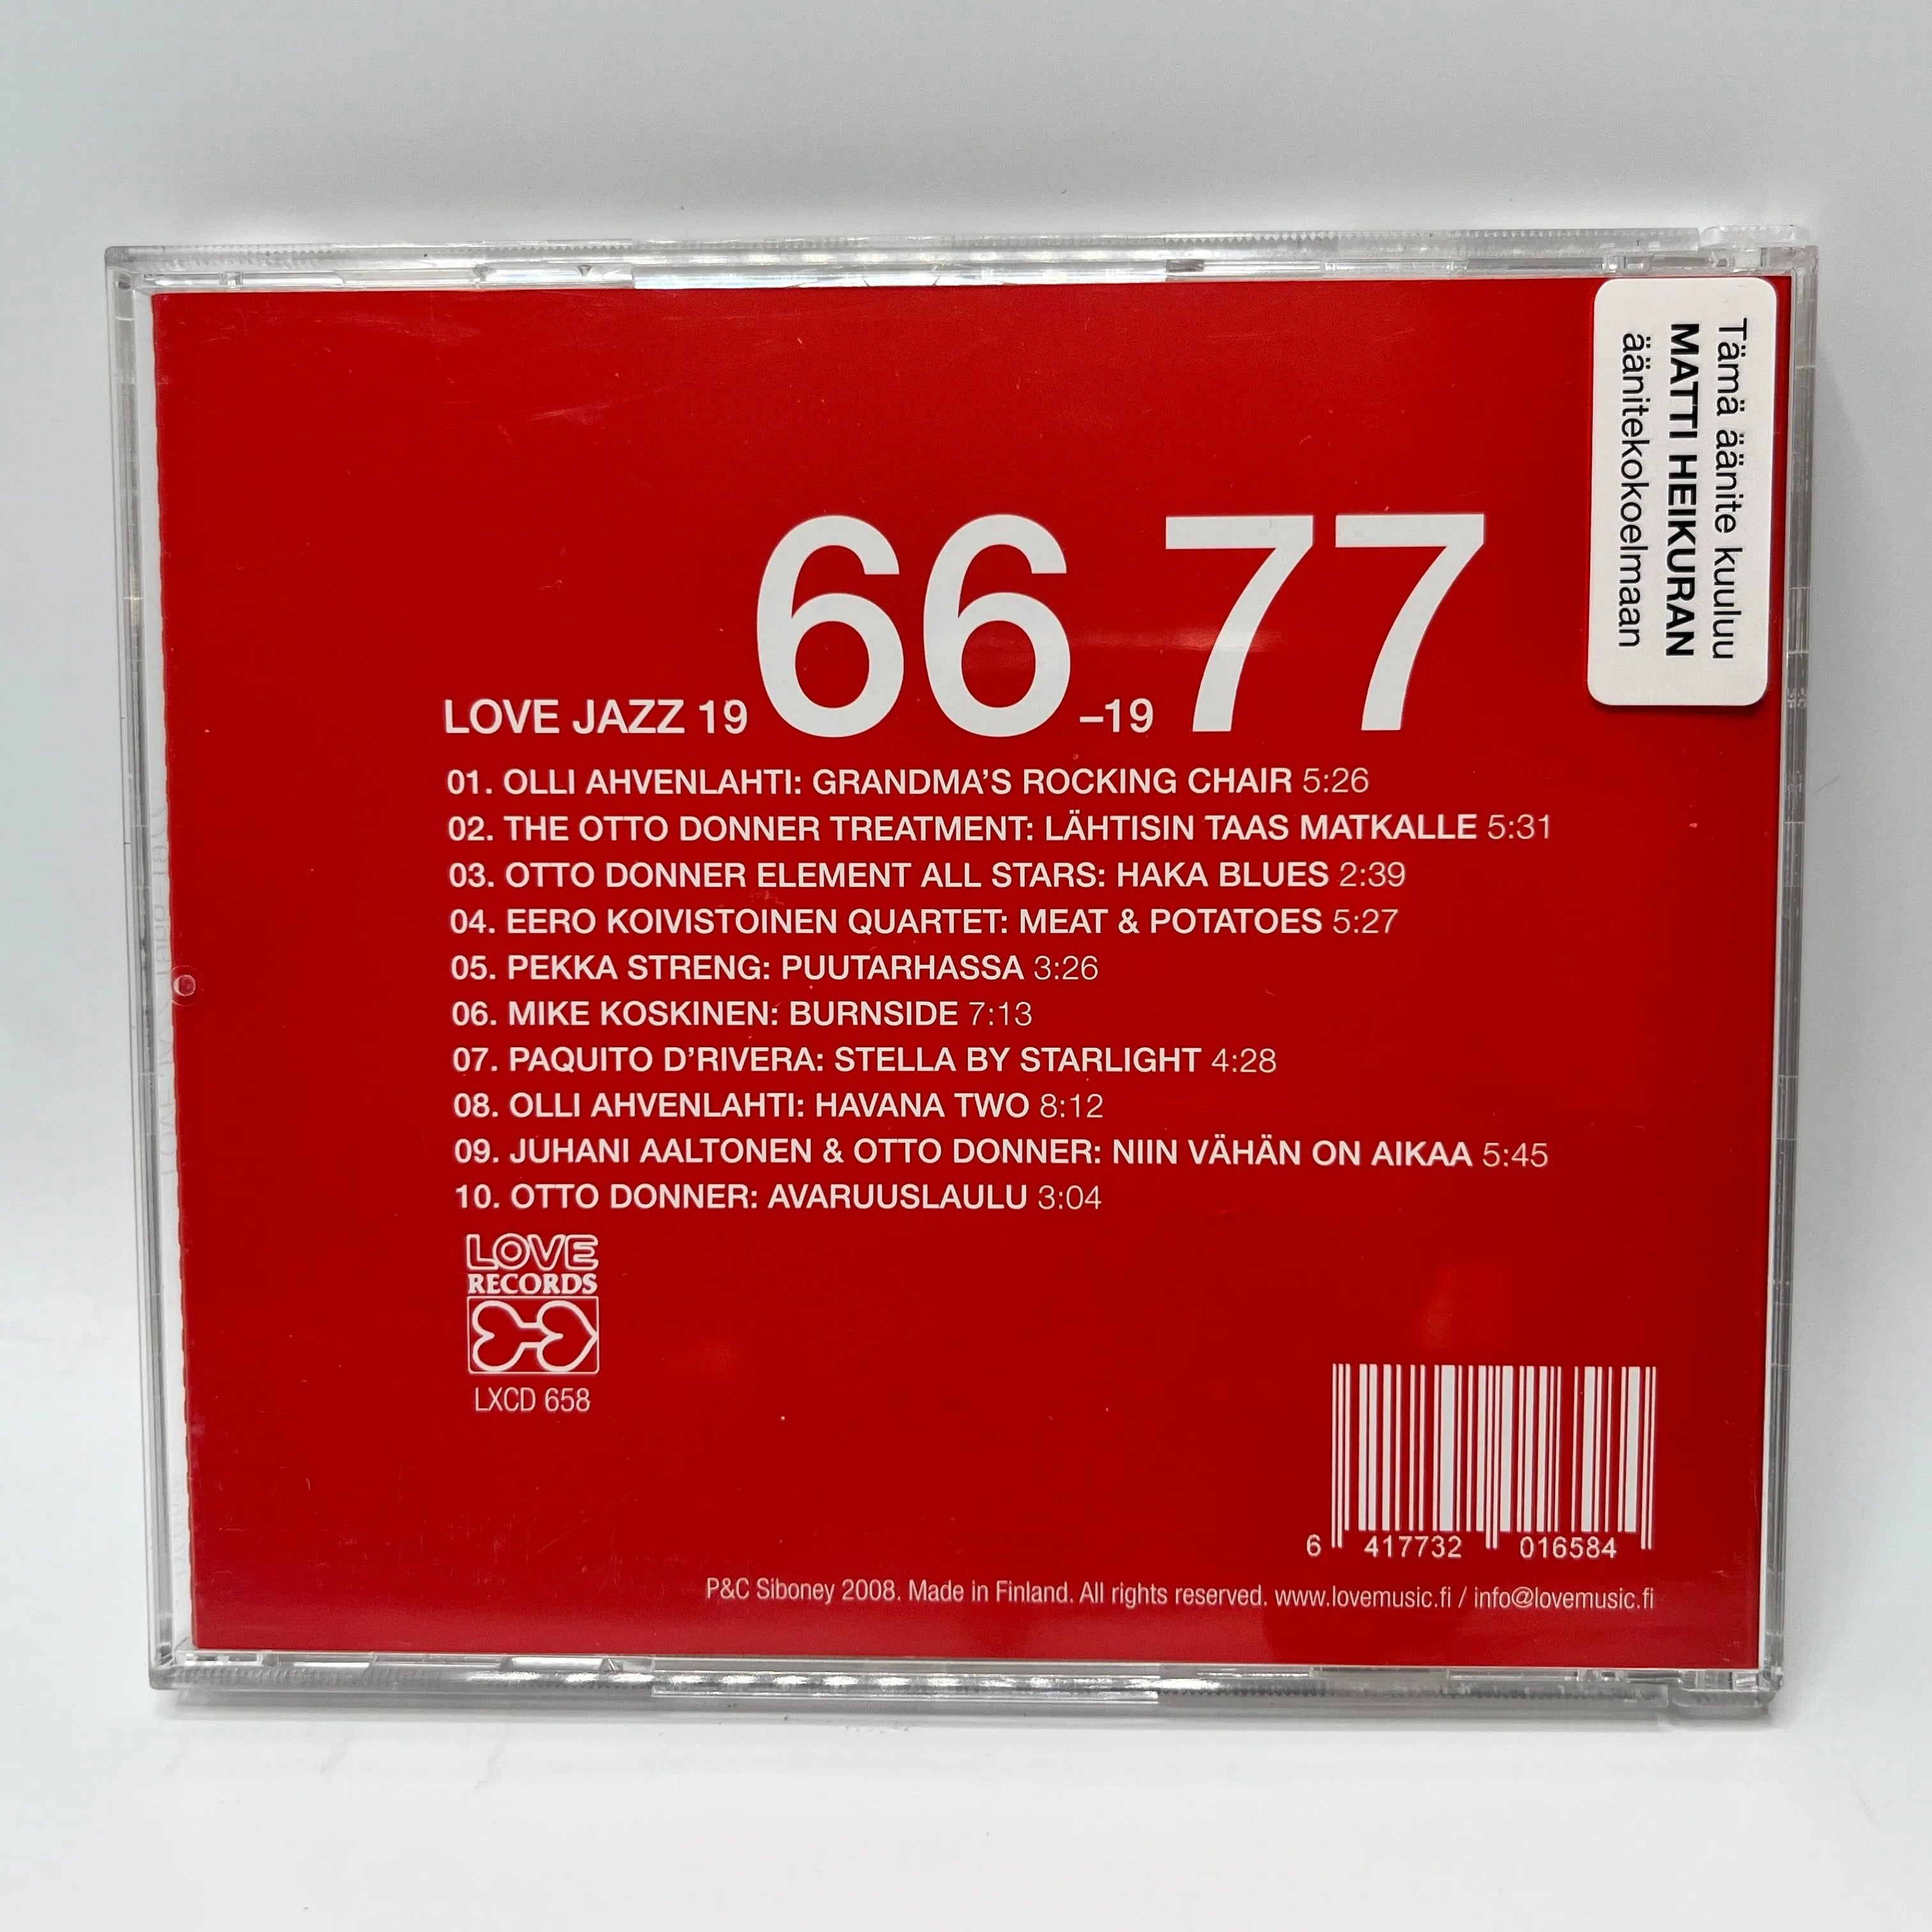 Tämä äänite kuuluu
MATTI HEIKURAN
äänitekokoelmaan
LOVE JAZZ 1966–1977
01. OLLI AHVENLAHTI: GRANDMA’S ROCKING CHAIR 5:26
02. THE OTTO DONNER TREATMENT: LÄHTISIN TAAS MATKALLE 5:31
03. OTTO DONNER ELEMENT ALL STARS: HAKA BLUES 2:39
04. EERO KOIVISTOINEN QUARTET: MEAT & POTATOES 5:27
05. PEKKA STRENG: PUUTARHASSA 3:26
06. MIKE KOSKINEN: BURNSIDE 7:13
07. PAQUITO D’RIVERA: STELLA BY STARLIGHT 4:28
08. OLLI AHVENLAHTI: HAVANA TWO 8:12
09. JUHANI AALTONEN & OTTO DONNER: NIIN VÄHÄN ON AIKAA 5:45
10. OTTO DONNER: AVARUUSLAULU 3:04
LOVE
RECORDS
LXCD 658
6 417732 016584
P&C Siboney 2008. Made in Finland. All rights reserved. www.lovemusic.fi / info@lovemusic.fi